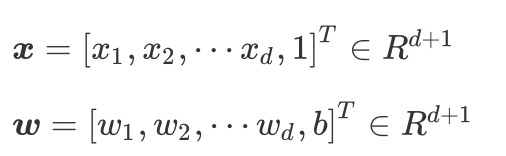 𝒙 = [x₁, x₂, ⋯ x_d, 1]ᵀ ∈ R^{d+1}
𝒘 = [w₁, w₂, ⋯ w_d, b]ᵀ ∈ R^{d+1}